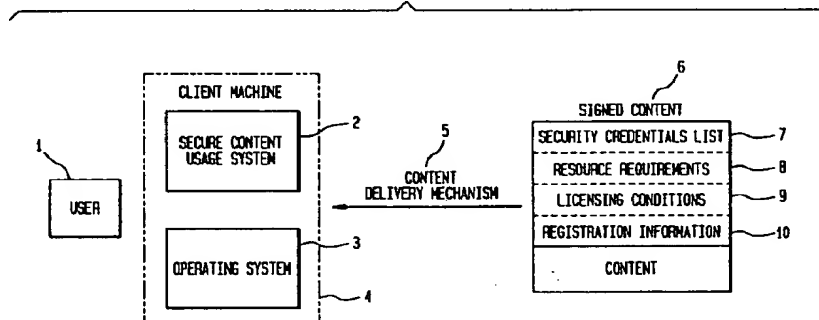 6
SIGNED CONTENT
CLIENT MACHINE
SECURE CONTENT
USAGE SYSTEM
2
SECURITY CREDENTIALS LIST
7
5
CONTENT
DELIVERY MECHANISM
RESOURCE REQUIREMENTS
8
1
USER
LICENSING CONDITIONS
9
REGISTRATION INFORMATION
10
OPERATING SYSTEM
3
CONTENT
4